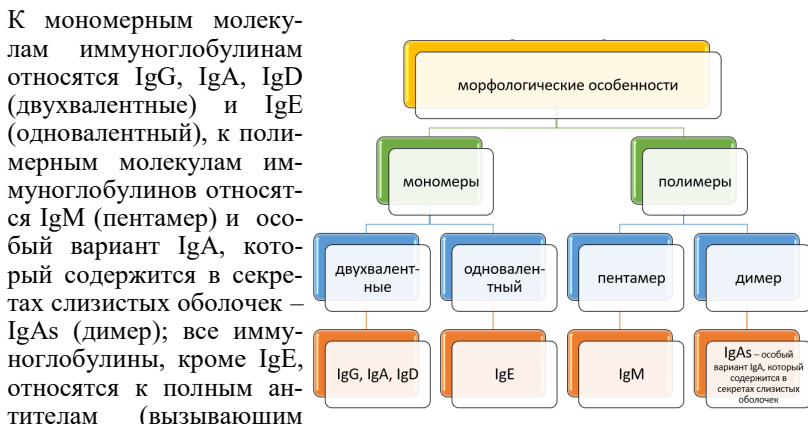 К мономерным молеку-
лам иммуноглобулинам
относятся IgG, IgA, IgD
(двухвалентные) и IgE
(одновалентный), к поли-
мерным молекулам им-
муноглобулинов относят-
ся IgM (пентамер) и осо-
бый вариант IgA, кото-
рый содержится в секре-
тах слизистых оболочек –
IgAs (димер); все имму-
ноглобулины, кроме IgE,
относятся к полным ан-
тителам (вызывающим
морфологические особенности
мономеры
полимеры
двухвалент-
ные
одновален-
тный
пентамер
димер
IgG, IgA, IgD
IgE
IgM
IgAs – особый
вариант IgA, который
содержится в
секретах слизистых
оболочек